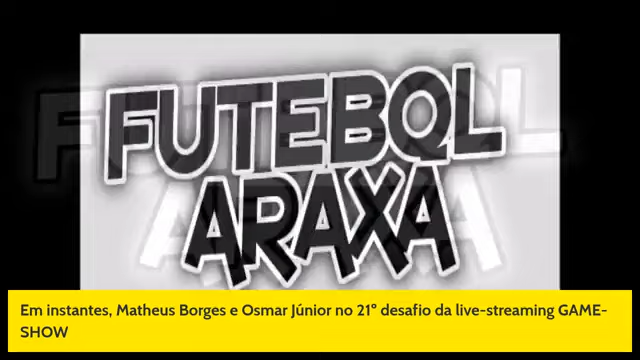 FUTEBOL
ARAXA
Em instantes, Matheus Borges e Osmar Júnior no 21º desafio da live-streaming GAME-
SHOW